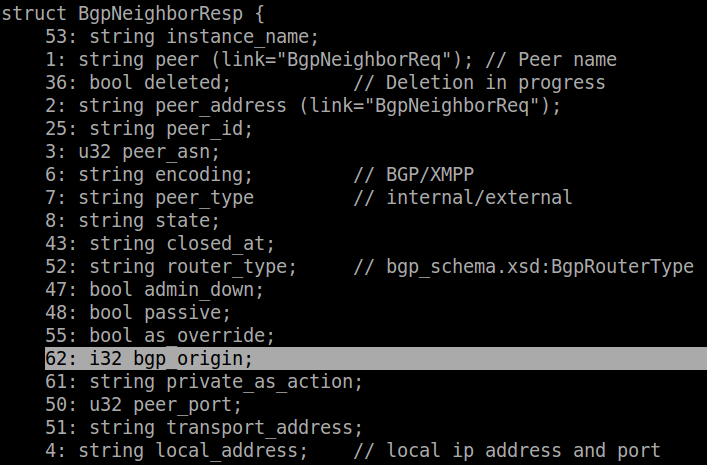 struct BgpNeighborResp {
    53: string instance_name;
    1: string peer (link="BgpNeighborReq"); // Peer name
    36: bool deleted;           // Deletion in progress
    2: string peer_address (link="BgpNeighborReq");
    25: string peer_id;
    3: u32 peer_asn;
    6: string encoding;         // BGP/XMPP
    7: string peer_type         // internal/external
    8: string state;
    43: string closed_at;
    52: string router_type;     // bgp_schema.xsd:BgpRouterType
    47: bool admin_down;
    48: bool passive;
    55: bool as_override;
    62: i32 bgp_origin;
    61: string private_as_action;
    50: u32 peer_port;
    51: string transport_address;
    4: string local_address;    // local ip address and port